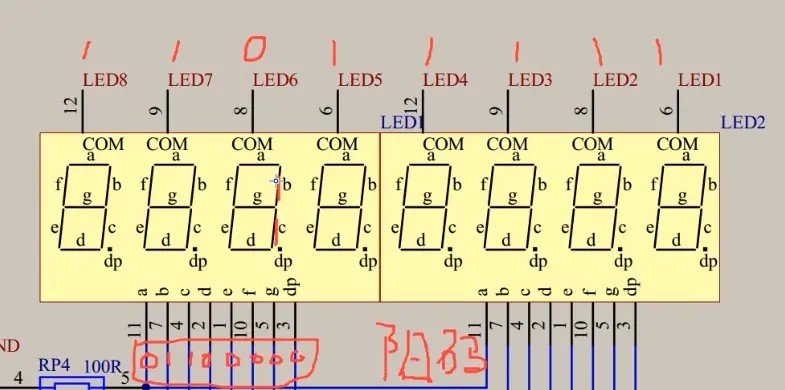 1 1 0 1 1 1 1 1
LED8 LED7 LED6 LED5 LED4 LED3 LED2 LED1
12 9 8 6 12 9 8 6
LED1 LED2
COM COM COM COM COM COM COM COM
a a a a a a a a
f b f b f b f b f b f b f b f b
g g g g g g g g
e c e c e c e c e c e c e c e c
d d d d d d d d
dp dp dp dp dp dp dp dp
a b c d e f g dp a b c d e f g dp
11 7 4 2 1 10 5 3 11 7 4 2 1 10 5 3
0 1 1 0 0 0 0 0 阳
ND
4 RP4 100R 5